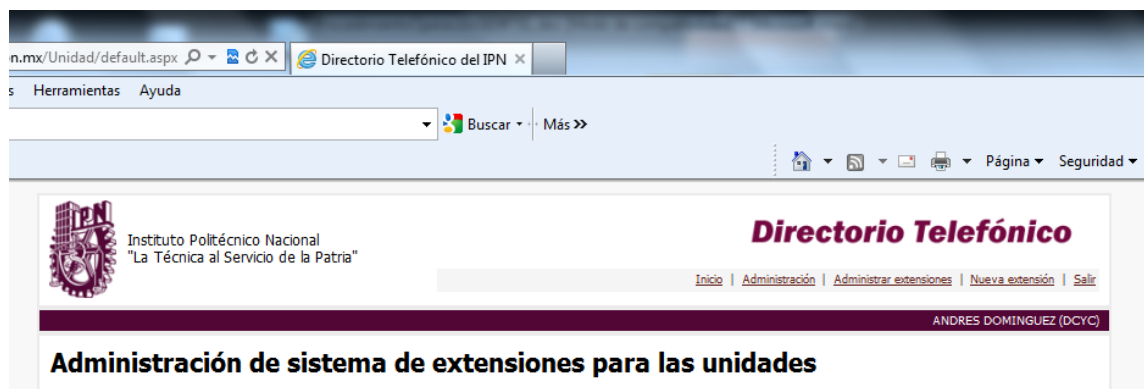 n.mx/Unidad/default.aspx
Directorio Telefónico del IPN
s Herramientas Ayuda
Buscar Más
Página Seguridad
IPN
Instituto Politécnico Nacional
"La Técnica al Servicio de la Patria"
Directorio Telefónico
Inicio | Administración | Administrar extensiones | Nueva extensión | Salir
ANDRES DOMINGUEZ (DCYC)
Administración de sistema de extensiones para las unidades